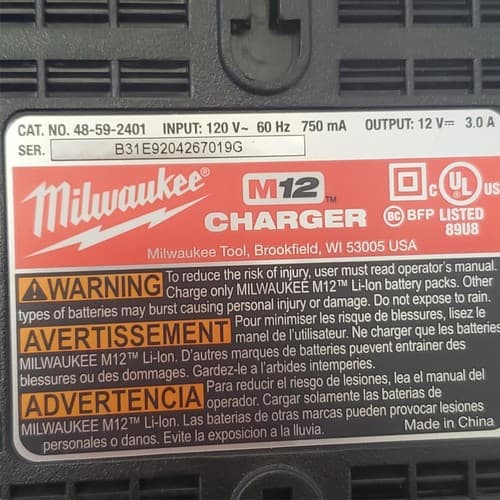 CAT. NO. 48-59-2401 INPUT: 120 V~ 60 Hz 750 mA OUTPUT: 12 V⎓ 3.0 A
SER. B31E9204267019G
Milwaukee® M12™ CHARGER
C UL US
BC BFP LISTED
89U8
Milwaukee Tool, Brookfield, WI 53005 USA
⚠WARNING To reduce the risk of injury, user must read operator's manual.
Charge only MILWAUKEE M12™ Li-Ion battery packs. Other
types of batteries may burst causing personal injury or damage. Do not expose to rain.
AVERTISSEMENT Pour minimiser les risque de blessures, lisez le
manel de l'utilisateur. Ne charger que les batteries
MILWAUKEE M12™ Li-Ion. D'autres marques de batteries peuvent entrainer des
blessures ou des dommages. Gardez-le a l'arbides intemperies.
ADVERTENCIA Para reducir el riesgo de lesiones, lea el manual del
operador. Cargar solamente las baterias de
MILWAUKEE M12™ Li-Ion. Las baterias de otras marcas pueden provocar lesiones
personales o danos. Evite la exposicion a la lluvia.
Made in China